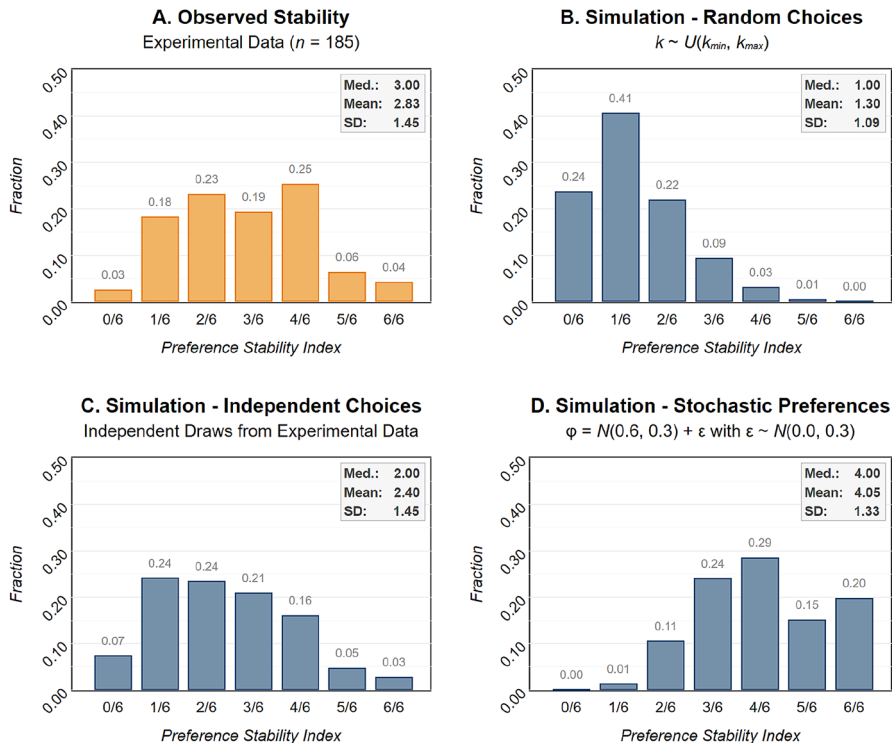 A. Observed Stability
Experimental Data (n = 185)
Med.: 3.00
Mean: 2.83
SD: 1.45
Fraction
0.50
0.40
0.30
0.20
0.10
0.00
0.03
0.18
0.23
0.19
0.25
0.06
0.04
0/6 1/6 2/6 3/6 4/6 5/6 6/6
Preference Stability Index
B. Simulation - Random Choices
k ~ U(kmin, kmax)
Med.: 1.00
Mean: 1.30
SD: 1.09
Fraction
0.50
0.40
0.30
0.20
0.10
0.00
0.24
0.41
0.22
0.09
0.03
0.01
0.00
0/6 1/6 2/6 3/6 4/6 5/6 6/6
Preference Stability Index
C. Simulation - Independent Choices
Independent Draws from Experimental Data
Med.: 2.00
Mean: 2.40
SD: 1.45
Fraction
0.50
0.40
0.30
0.20
0.10
0.00
0.07
0.24
0.24
0.21
0.16
0.05
0.03
0/6 1/6 2/6 3/6 4/6 5/6 6/6
Preference Stability Index
D. Simulation - Stochastic Preferences
φ = N(0.6, 0.3) + ε with ε ~ N(0.0, 0.3)
Med.: 4.00
Mean: 4.05
SD: 1.33
Fraction
0.50
0.40
0.30
0.20
0.10
0.00
0.00
0.01
0.11
0.24
0.29
0.15
0.20
0/6 1/6 2/6 3/6 4/6 5/6 6/6
Preference Stability Index